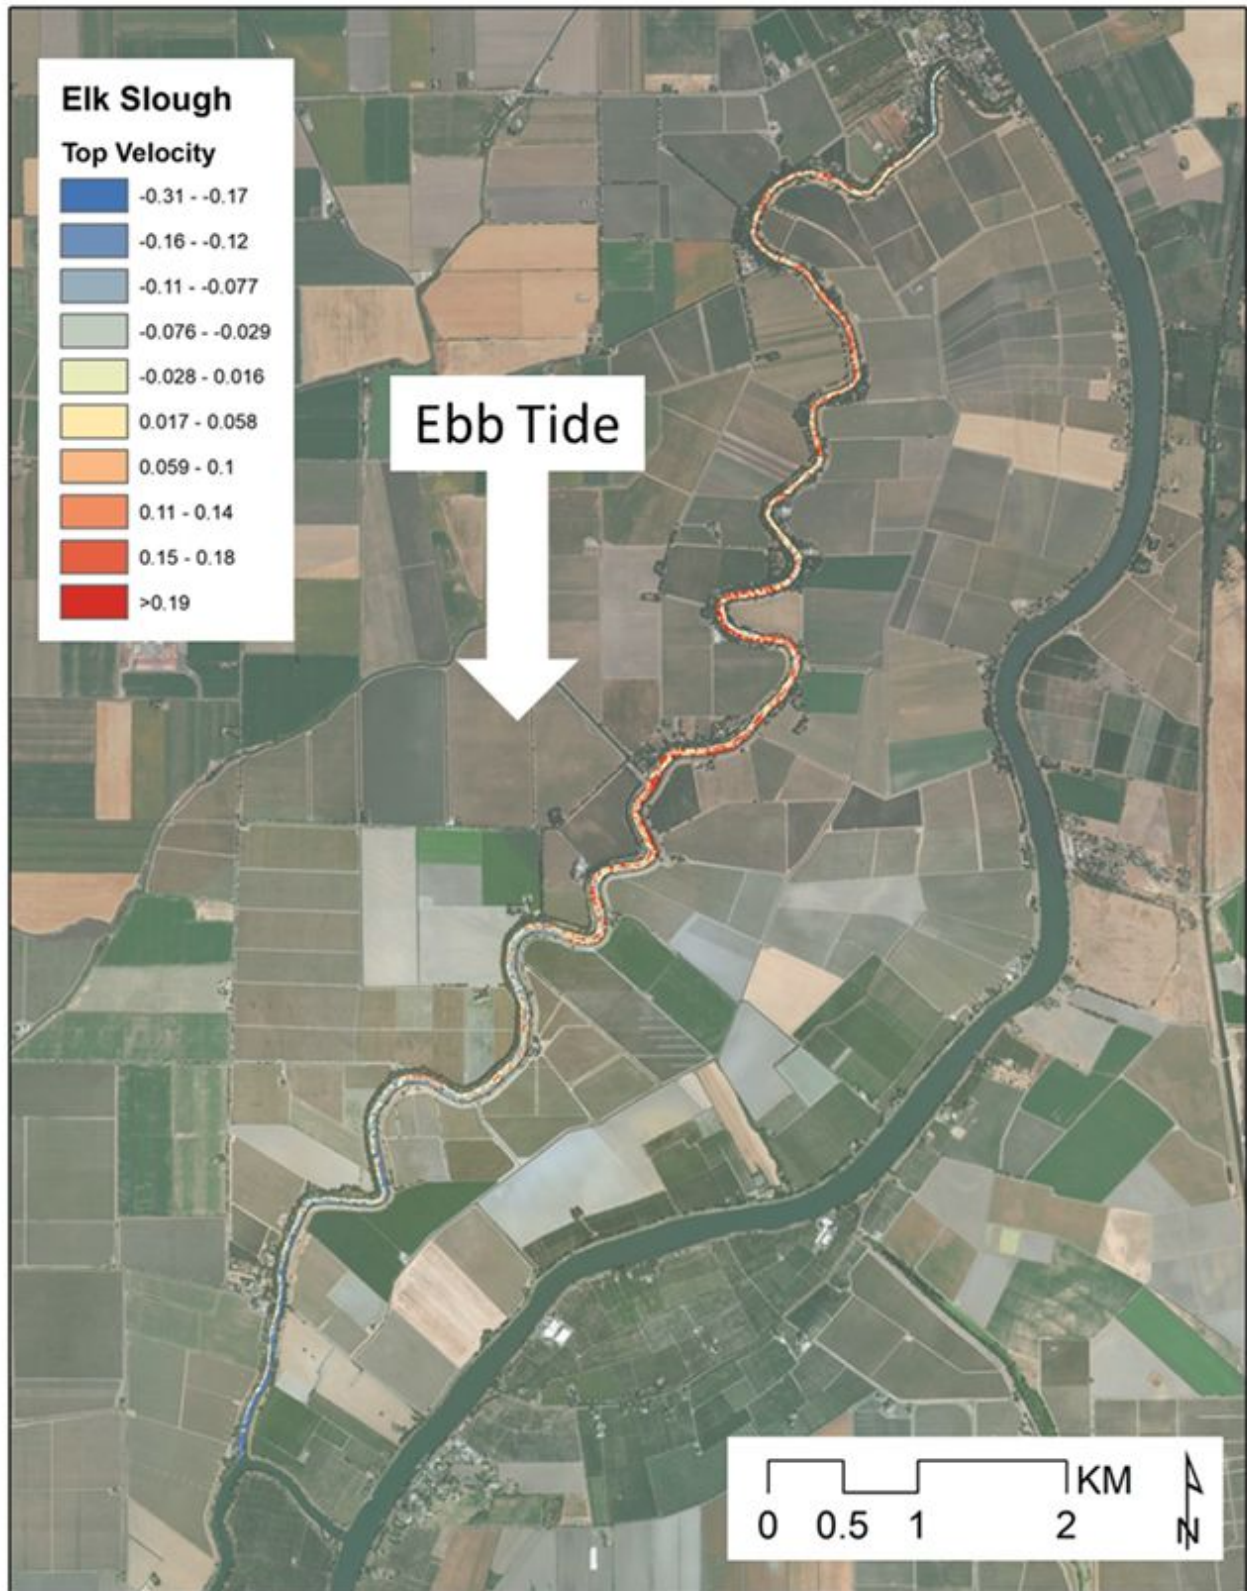 Elk Slough
Top Velocity
-0.31 - -0.17
-0.16 - -0.12
-0.11 - -0.077
-0.076 - -0.029
-0.028 - 0.016
0.017 - 0.058
0.059 - 0.1
0.11 - 0.14
0.15 - 0.18
>0.19
Ebb Tide
KM
0 0.5 1 2
N